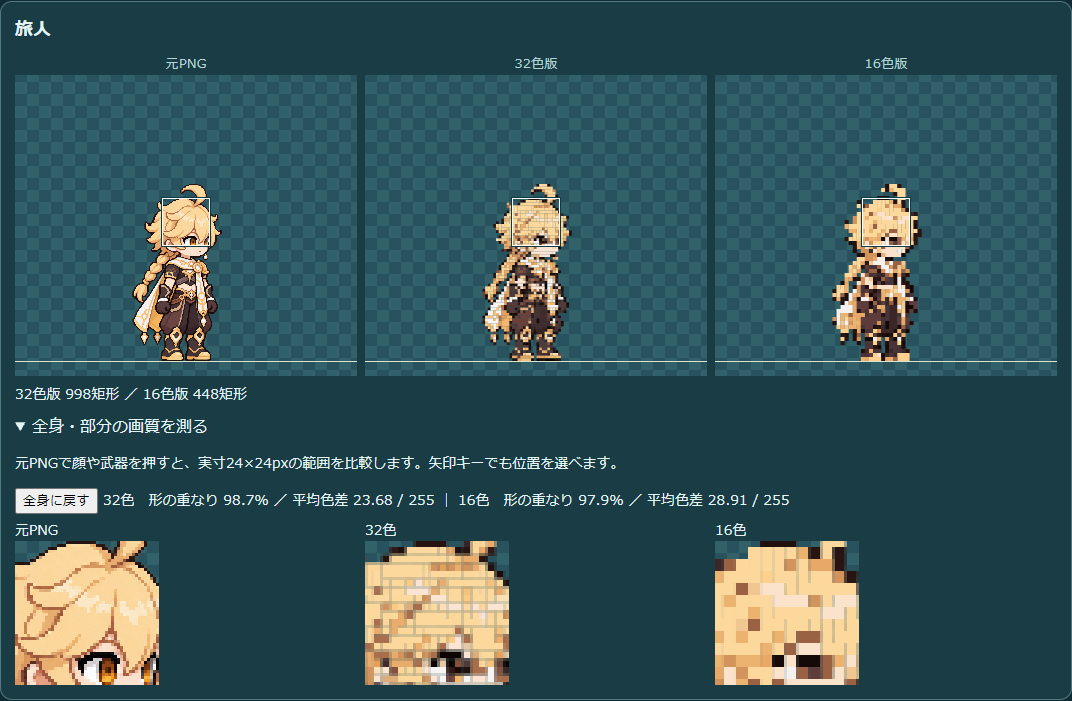 旅人
元PNG
32色版
16色版
32色版 998矩形 ／ 16色版 448矩形
▼ 全身・部分の画質を測る
元PNGで顔や武器を押すと、実寸24×24pxの範囲を比較します。矢印キーでも位置を選べます。
全身に戻す 32色　形の重なり 98.7% ／ 平均色差 23.68 / 255 ｜ 16色　形の重なり 97.9% ／ 平均色差 28.91 / 255
元PNG
32色
16色